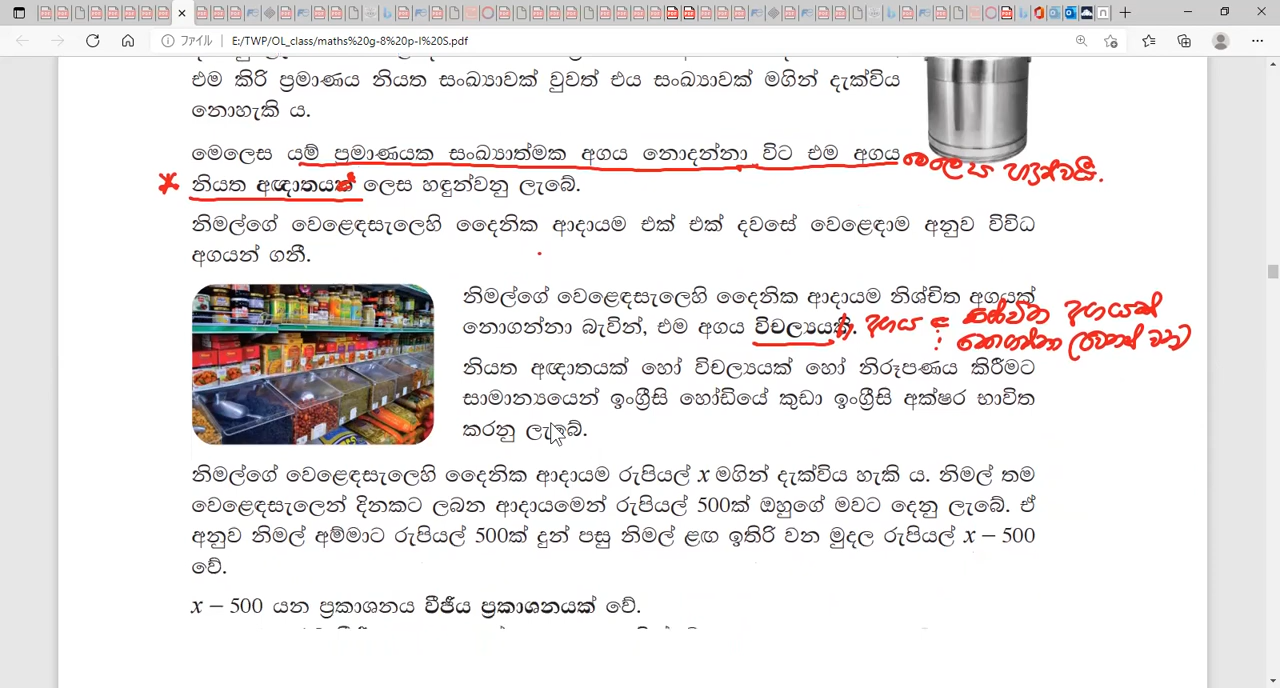 E:/TWP/OL_class/maths%20g-8%20p-I%20S.pdf
එම කිරි ප්‍රමාණය නියත සංඛ්‍යාවක් වුවත් එය සංඛ්‍යාවක් මගින් දැක්විය
නොහැකි ය.
මෙලෙස යම් ප්‍රමාණයක සංඛ්‍යාත්මක අගය නොදන්නා විට එම අගය
නියත අඥාතයක් ලෙස හඳුන්වනු ලැබේ.
නිමල්ගේ වෙළෙඳසැලෙහි දෛනික ආදායම එක් එක් දවසේ වෙළෙඳාම අනුව විවිධ
අගයන් ගනී.
නිමල්ගේ වෙළෙඳසැලෙහි දෛනික ආදායම නිශ්චිත අගයක්
නොගන්නා බැවින්, එම අගය විචල්‍යයකි. අගය = අගයක්
නියත අඥාතයක් හෝ විචල්‍යයක් හෝ නිරූපණය කිරීමට
සාමාන්‍යයෙන් ඉංග්‍රීසි හෝඩියේ කුඩා ඉංග්‍රීසි අක්ෂර භාවිත
කරනු ලැබේ.
නිමල්ගේ වෙළෙඳසැලෙහි දෛනික ආදායම රුපියල් x මගින් දැක්විය හැකි ය. නිමල් තම
වෙළෙඳසැලෙන් දිනකට ලබන ආදායමෙන් රුපියල් 500ක් ඔහුගේ මවට දෙනු ලැබේ. ඒ
අනුව නිමල් අම්මාට රුපියල් 500ක් දුන් පසු නිමල් ළඟ ඉතිරි වන මුදල රුපියල් x – 500
වේ.
x – 500 යන ප්‍රකාශනය වීජීය ප්‍රකාශනයක් වේ.